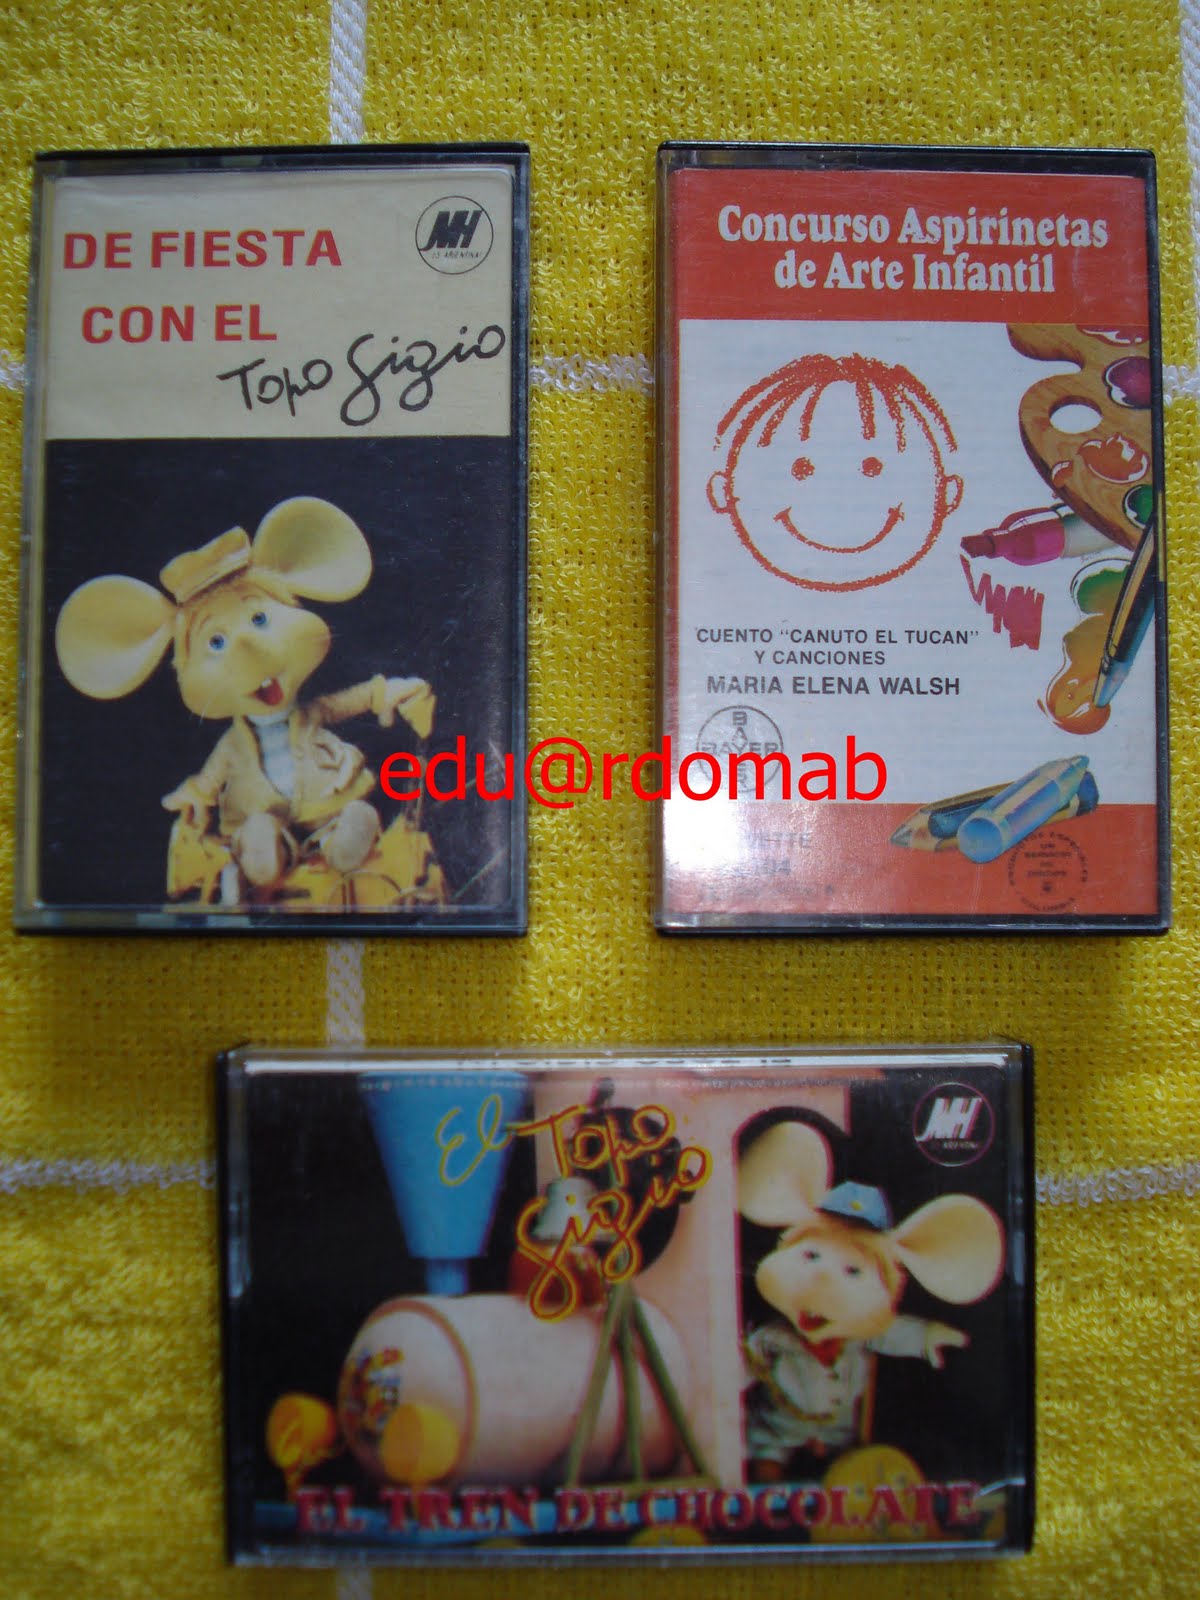 DE FIESTA
CON EL
Topo Gigio
MH
Concurso Aspirinetas
de Arte Infantil
CUENTO "CANUTO EL TUCAN"
Y CANCIONES
MARIA ELENA WALSH
BAYER
edu@rdomab
El Topo
Gigio
MH
EL TREN DE CHOCOLATE